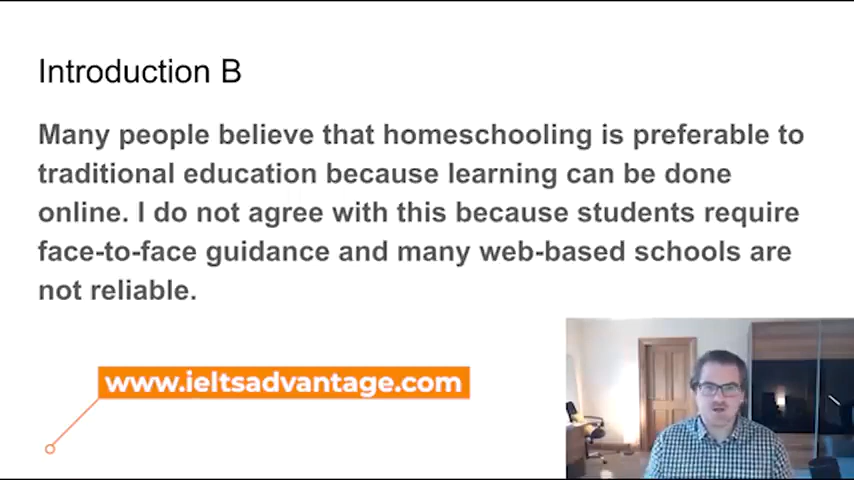 Introduction B
Many people believe that homeschooling is preferable to
traditional education because learning can be done
online. I do not agree with this because students require
face-to-face guidance and many web-based schools are
not reliable.
www.ieltsadvantage.com